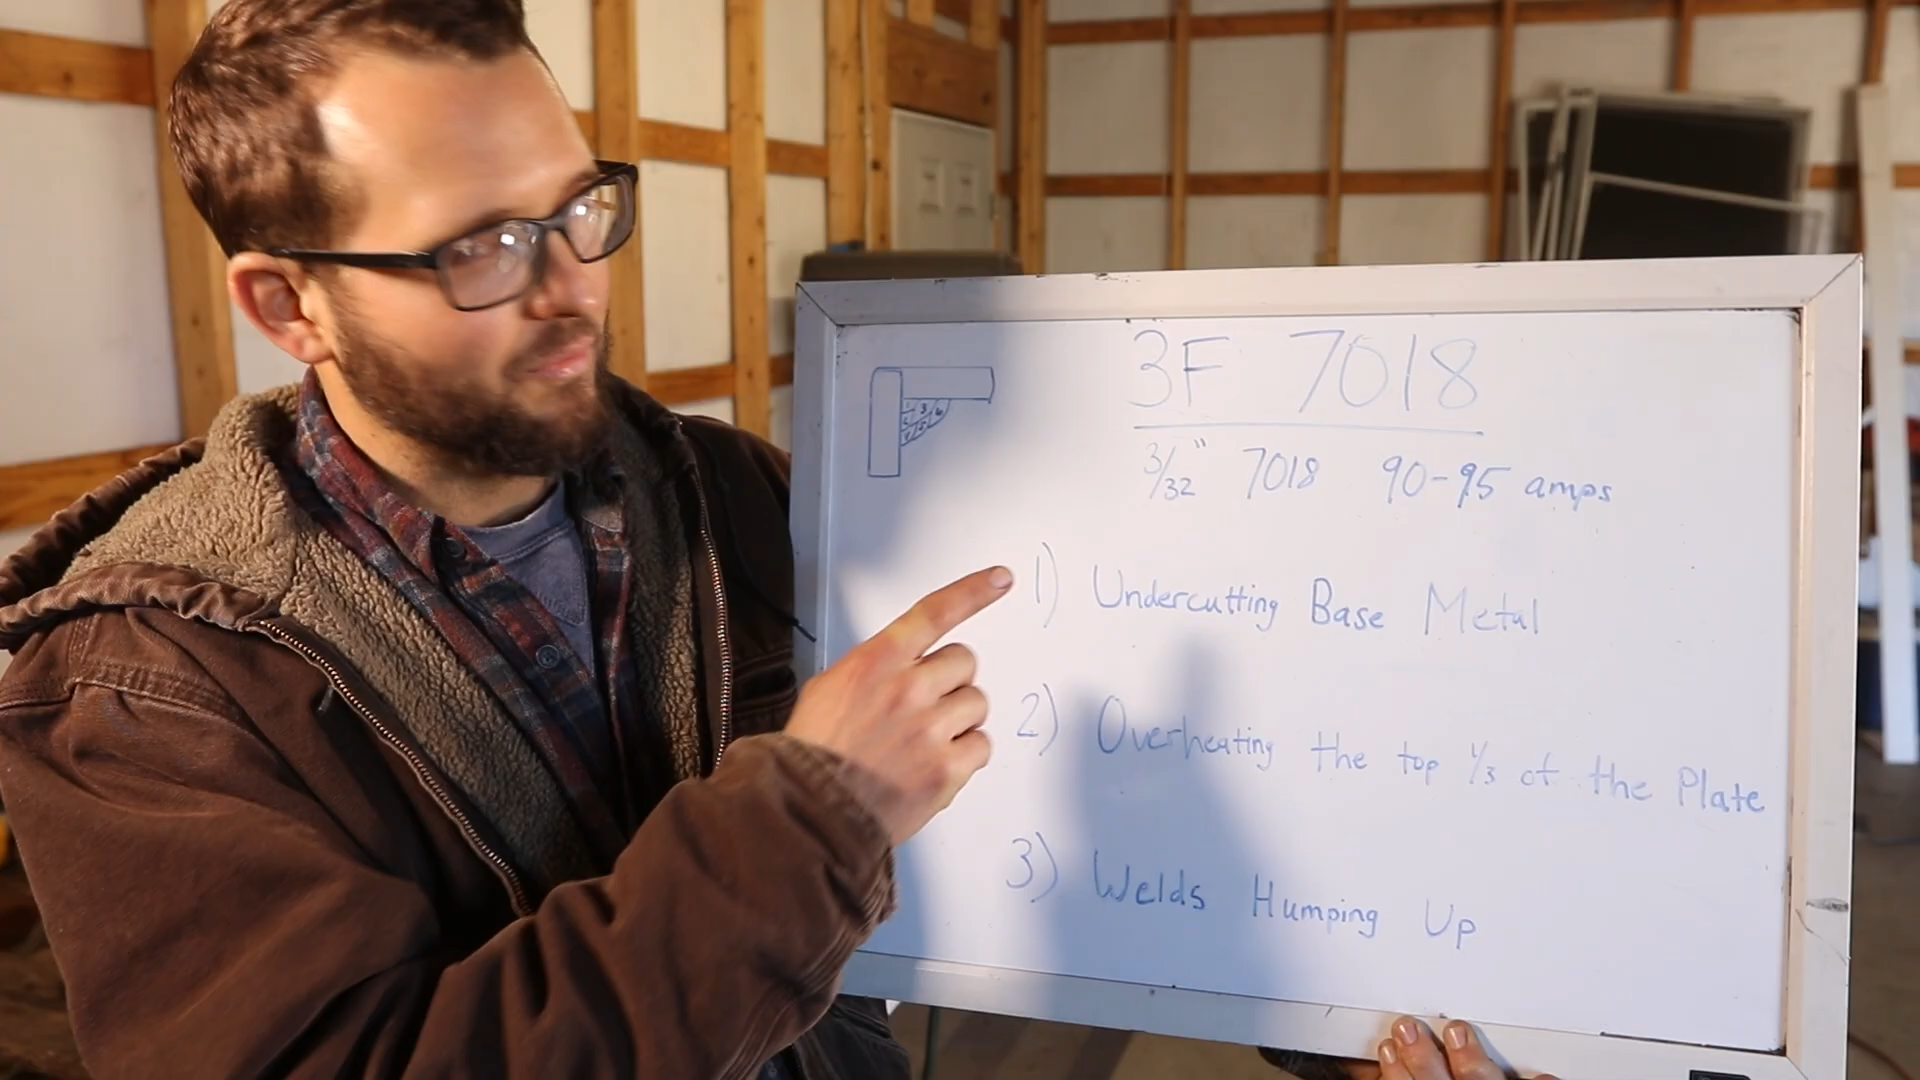 3F 7018
3/32" 7018 90-95 amps
1) Undercutting Base Metal
2) Overheating the top 1/3 of the Plate
3) Welds Humping Up